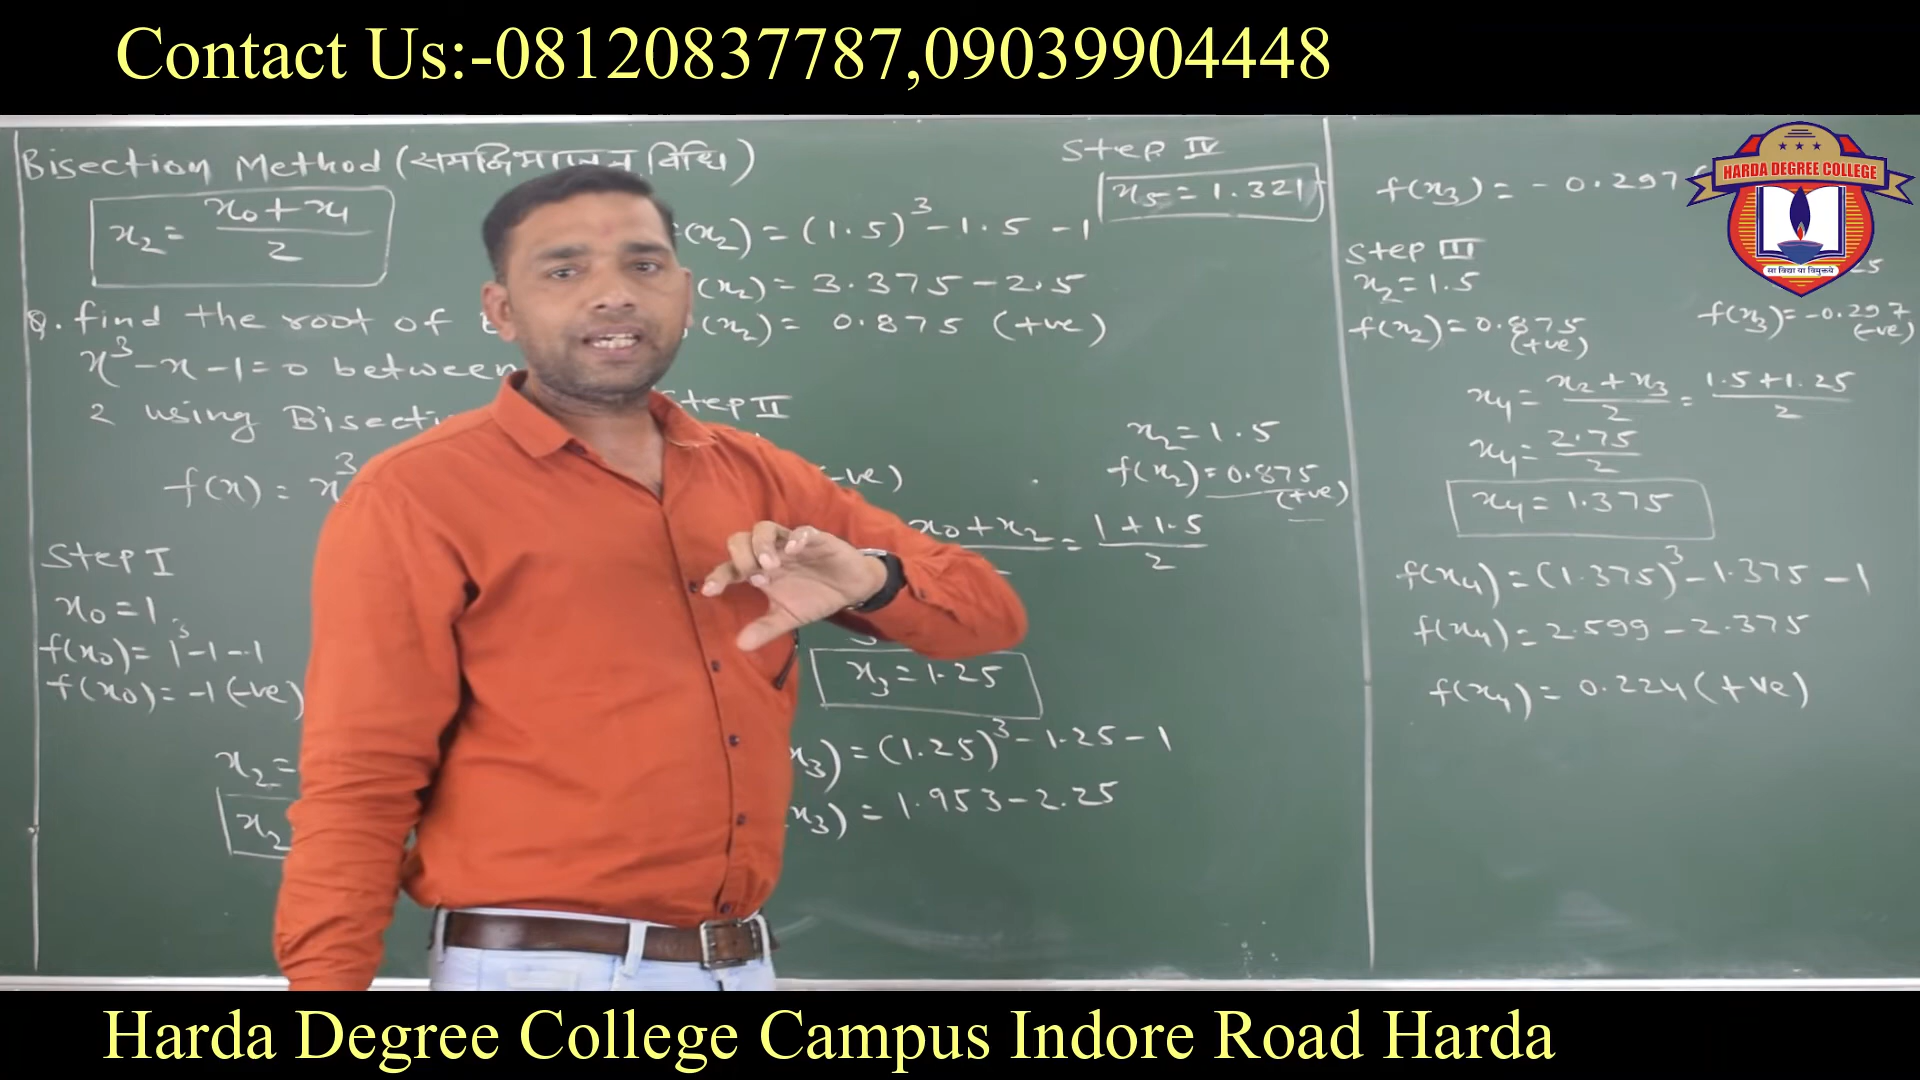 Contact Us:-08120837787,09039904448
Bisection Method (समद्विभाजन विधि)
x₂ = (x₀ + x₁)/2
Q. find the root of
x³ - x - 1 = 0 between
2 using Bisecti
f(x) = x³
Step I
x₀ = 1
f(x₀) = 1³ - 1 - 1
f(x₀) = -1 (-ve)
x₂ =
x₂
(x₂) = (1.5)³ - 1.5 - 1
(x₂) = 3.375 - 2.5
(x₂) = 0.875 (+ve)
Step II
-ve)
x₂ = 1.5
f(x₂) = 0.875
(+ve)
(x₀ + x₂)/ = (1 + 1.5)/2
x₃ = 1.25
x₃) = (1.25)³ - 1.25 - 1
x₃) = 1.953 - 2.25
Step IV
x₅ = 1.321
f(x₃) = - 0.297
Step III
x₂ = 1.5
f(x₂) = 0.875
(+ve)
25
f(x₃) = -0.297
(-ve)
x₄ = (x₂ + x₃)/2 = (1.5 + 1.25)/2
x₄ = 2.75/2
x₄ = 1.375
f(x₄) = (1.375)³ - 1.375 - 1
f(x₄) = 2.599 - 2.375
f(x₄) = 0.224 (+ve)
HARDA DEGREE COLLEGE
सा विद्या या विमुक्तये
Harda Degree College Campus Indore Road Harda